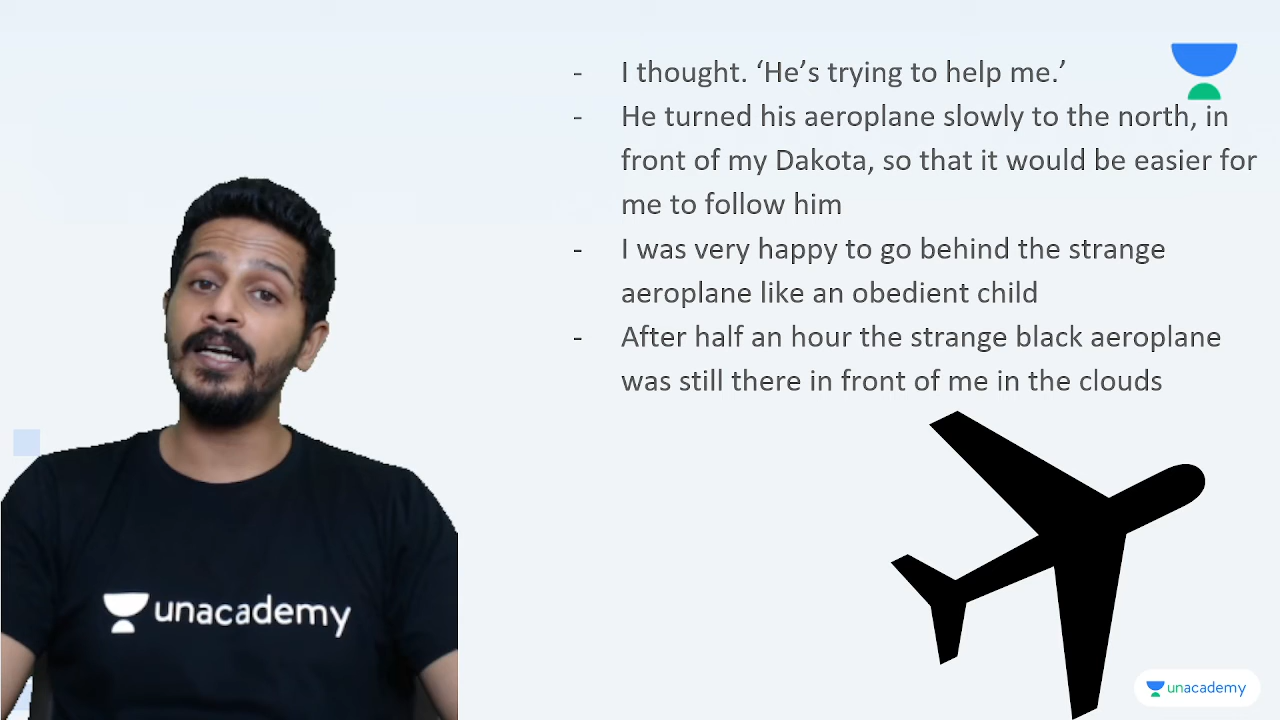 - I thought. ‘He’s trying to help me.’
- He turned his aeroplane slowly to the north, in
front of my Dakota, so that it would be easier for
me to follow him
- I was very happy to go behind the strange
aeroplane like an obedient child
- After half an hour the strange black aeroplane
was still there in front of me in the clouds
unacademy
unacademy